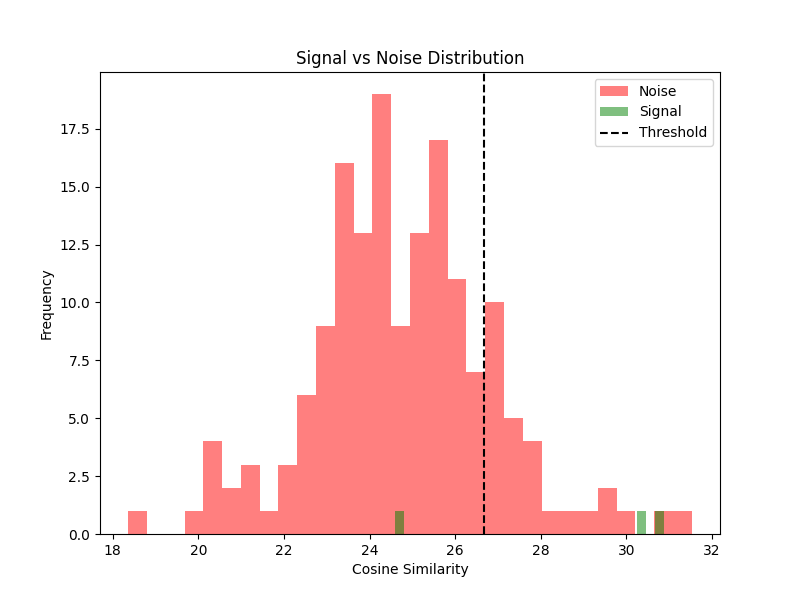 Signal vs Noise Distribution
Noise
Signal
Threshold
Frequency
17.5
15.0
12.5
10.0
7.5
5.0
2.5
0.0
18 20 22 24 26 28 30 32
Cosine Similarity